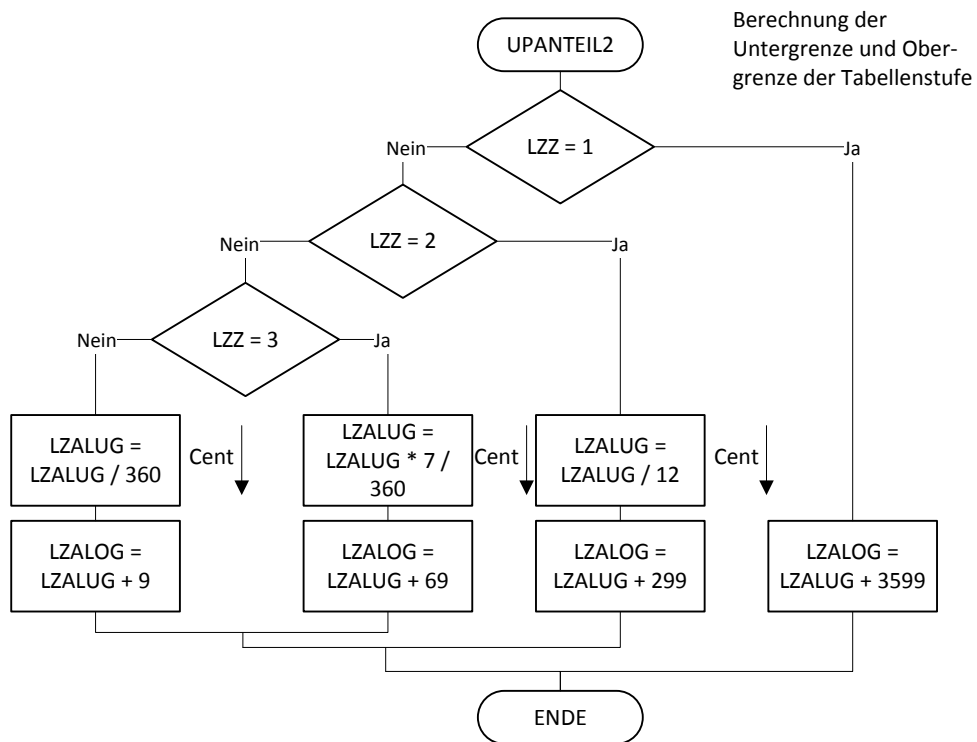 Berechnung der
Untergrenze und Ober-
grenze der Tabellenstufe
UPANTEIL2
LZZ = 1
Nein
Ja
LZZ = 2
Nein
Ja
LZZ = 3
Nein
Ja
LZALUG =
LZALUG / 360
Cent
LZALUG =
LZALUG * 7 /
360
Cent
LZALUG =
LZALUG / 12
Cent
LZALOG =
LZALUG + 9
LZALOG =
LZALUG + 69
LZALOG =
LZALUG + 299
LZALOG =
LZALUG + 3599
ENDE